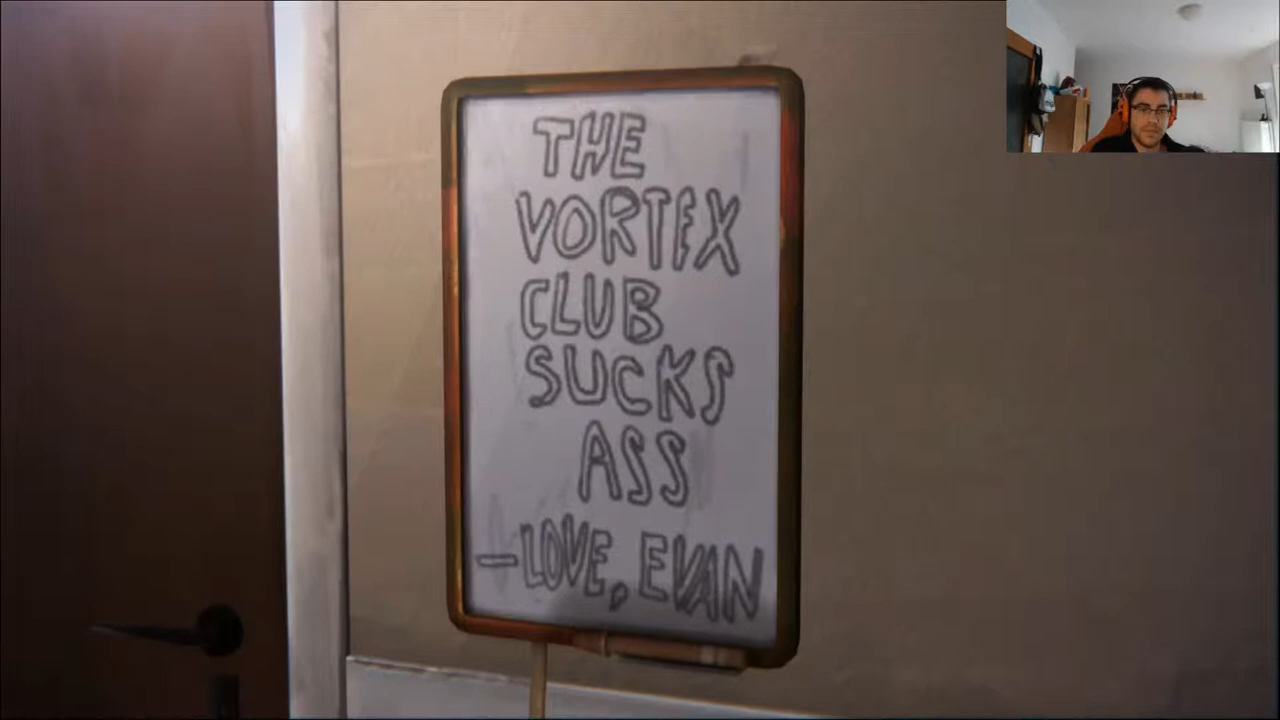 THE
VORTEX
CLUB
SUCKS
ASS
-LOVE, EVAN